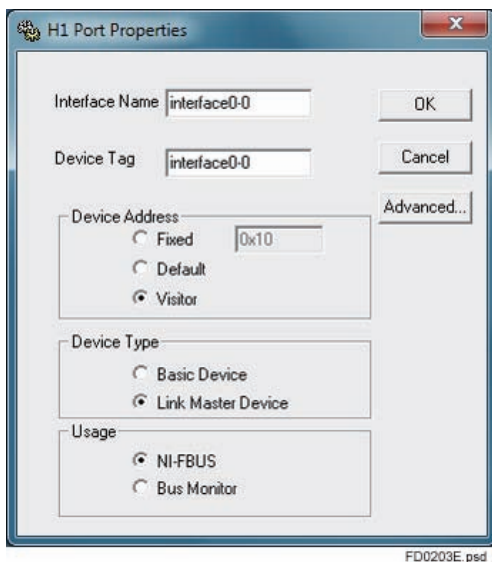 H1 Port Properties
Interface Name interface0-0 OK
Device Tag interface0-0 Cancel
Advanced...
Device Address
Fixed 0x10
Default
Visitor
Device Type
Basic Device
Link Master Device
Usage
NI-FBUS
Bus Monitor
FD0203E.psd